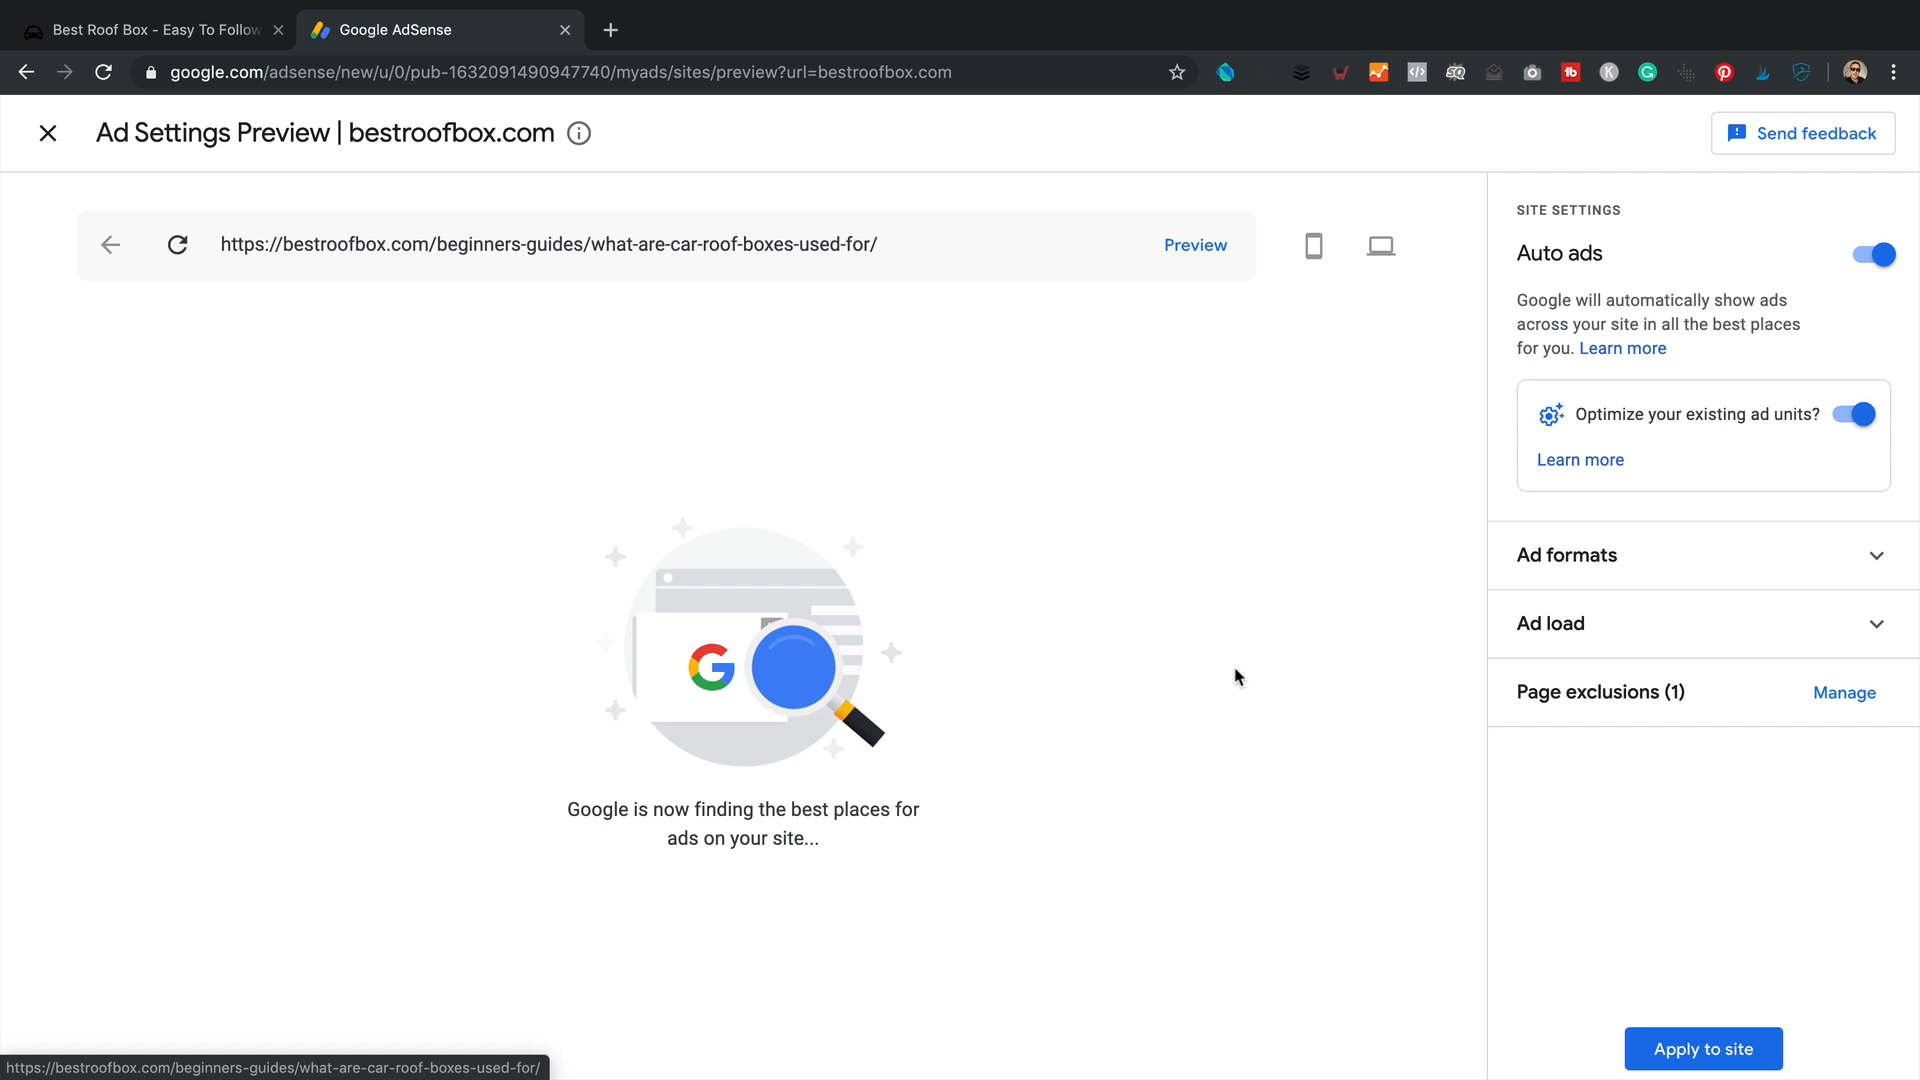 Best Roof Box - Easy To Follow
Google AdSense
google.com/adsense/new/u/0/pub-1632091490947740/myads/sites/preview?url=bestroofbox.com
Ad Settings Preview | bestroofbox.com
Send feedback
https://bestroofbox.com/beginners-guides/what-are-car-roof-boxes-used-for/
Preview
SITE SETTINGS
Auto ads
Google will automatically show ads
across your site in all the best places
for you. Learn more
Optimize your existing ad units?
Learn more
Ad formats
Ad load
Page exclusions (1)
Manage
Google is now finding the best places for
ads on your site...
Apply to site
https://bestroofbox.com/beginners-guides/what-are-car-roof-boxes-used-for/